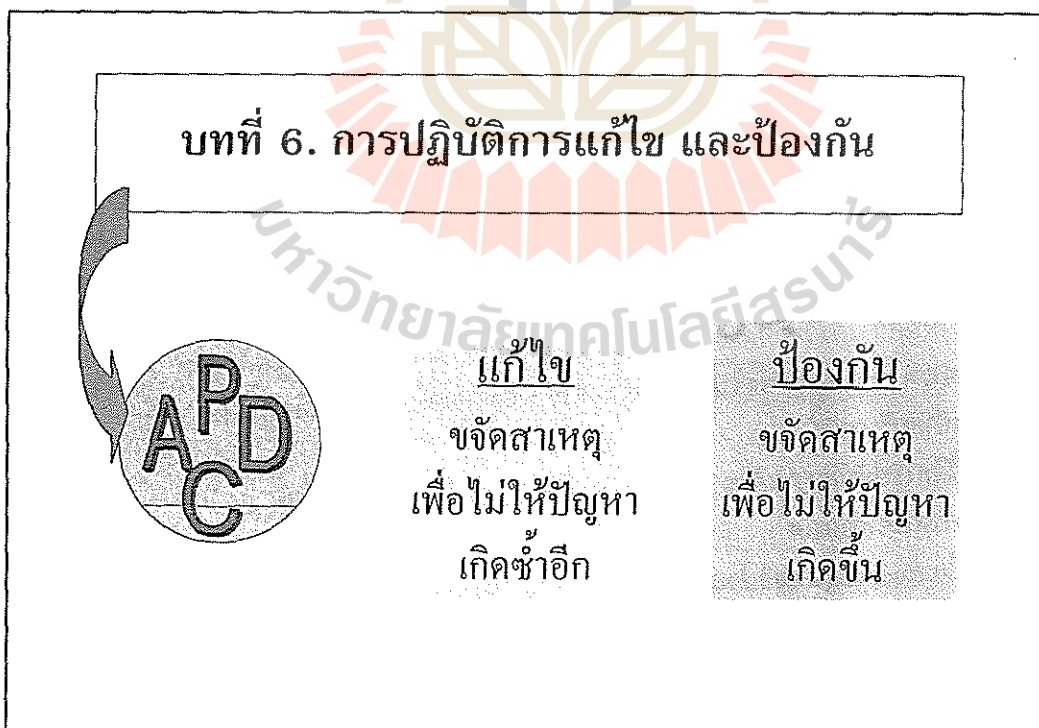 บทที่ 6. การปฏิบัติการแก้ไข และป้องกัน
มหาวิทยาลัยเทคโนโลยีสุรนารี
P
A D
C
แก้ไข
ขจัดสาเหตุ
เพื่อไม่ให้ปัญหา
เกิดซ้ำอีก
ป้องกัน
ขจัดสาเหตุ
เพื่อไม่ให้ปัญหา
เกิดขึ้น